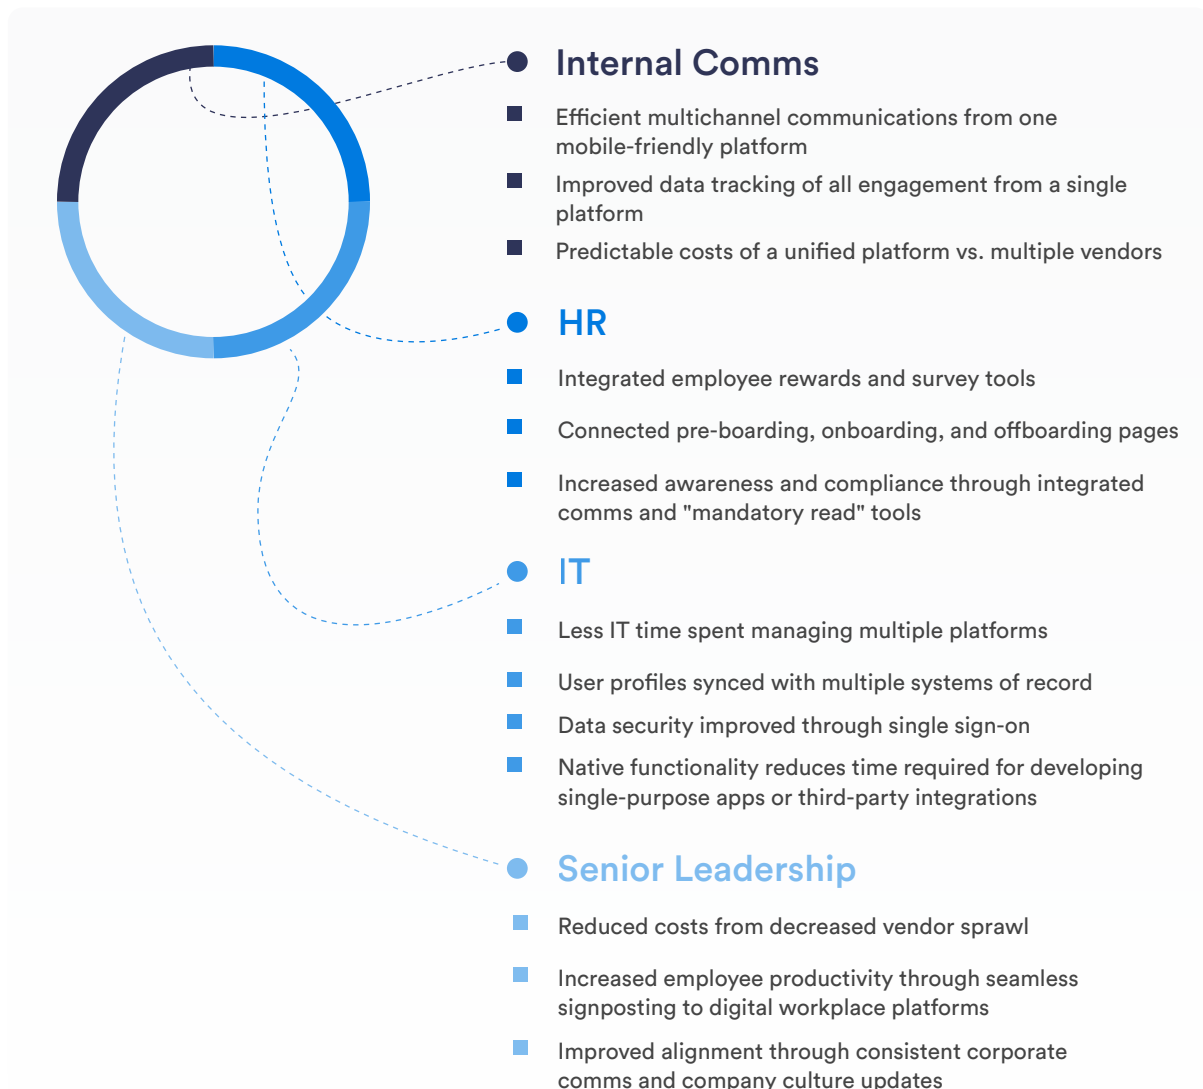 Internal Comms
Efficient multichannel communications from one
mobile-friendly platform
Improved data tracking of all engagement from a single
platform
Predictable costs of a unified platform vs. multiple vendors
HR
Integrated employee rewards and survey tools
Connected pre-boarding, onboarding, and offboarding pages
Increased awareness and compliance through integrated
comms and "mandatory read" tools
IT
Less IT time spent managing multiple platforms
User profiles synced with multiple systems of record
Data security improved through single sign-on
Native functionality reduces time required for developing
single-purpose apps or third-party integrations
Senior Leadership
Reduced costs from decreased vendor sprawl
Increased employee productivity through seamless
signposting to digital workplace platforms
Improved alignment through consistent corporate
comms and company culture updates